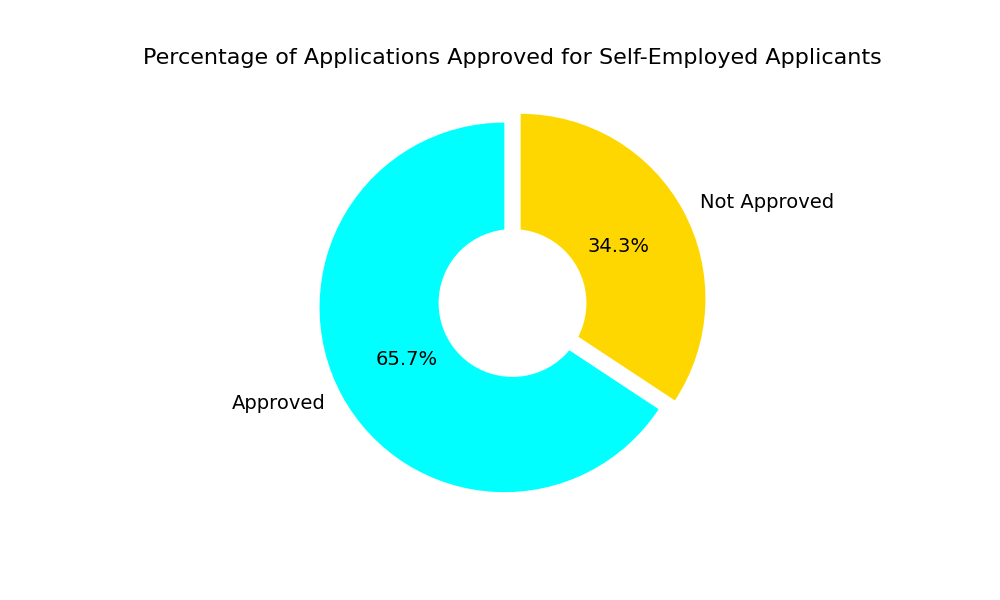 Percentage of Applications Approved for Self-Employed Applicants
Not Approved
34.3%
65.7%
Approved